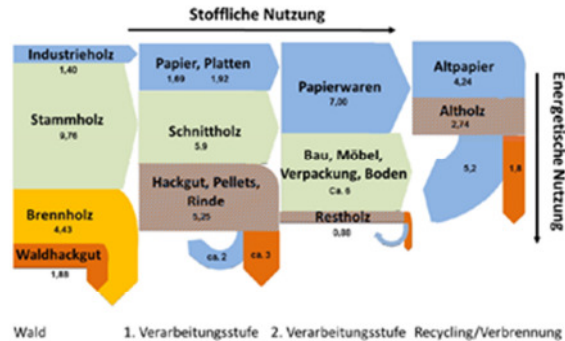 Stoffliche Nutzung
Industrieholz
1,40
Stammholz
9,76
Brennholz
4,43
Waldhackgut
1,88
Papier, Platten
1,69 1,92
Schnittholz
5.9
Hackgut, Pellets,
Rinde
5,25
ca. 2
ca. 3
Papierwaren
7,00
Bau, Möbel,
Verpackung, Boden
Ca. 6
Restholz
Altpapier
4,24
Altholz
2,74
5,2
1,8
Energetische Nutzung
Wald
1. Verarbeitungsstufe
2. Verarbeitungsstufe
Recycling/Verbrennung